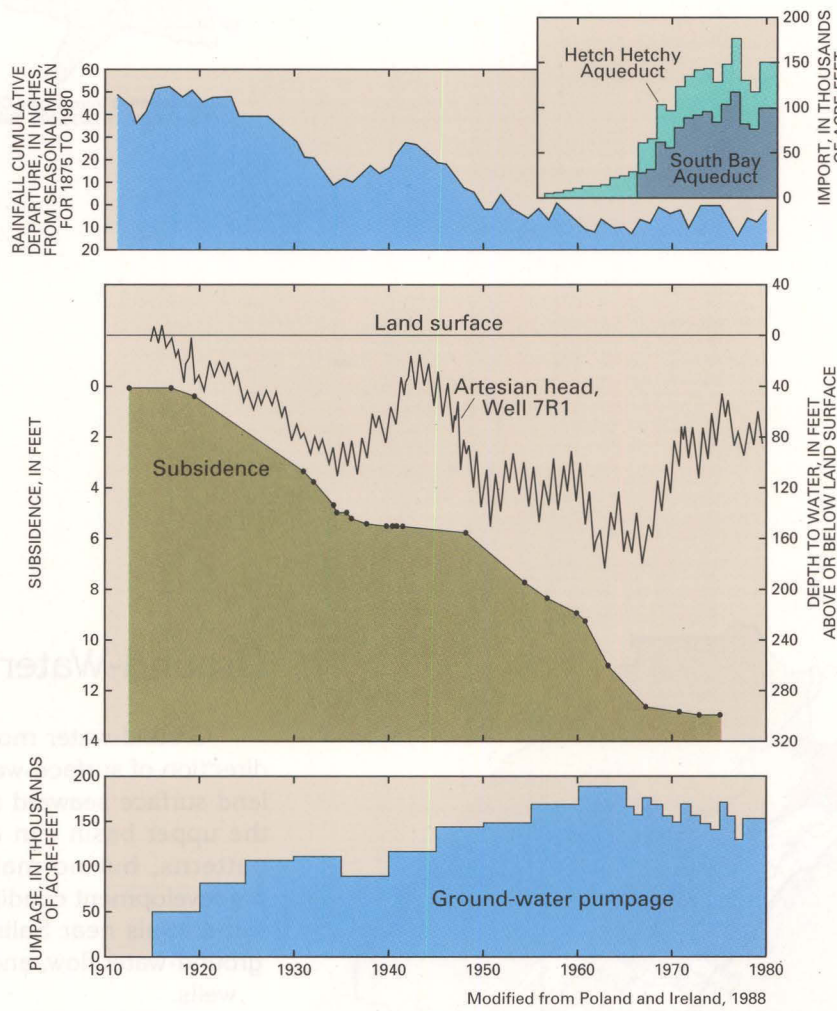 RAINFALL CUMULATIVE
DEPARTURE, IN INCHES,
FROM SEASONAL MEAN
FOR 1875 TO 1980
60
50
40
30
20
10
0
10
20
Hetch Hetchy
Aqueduct
South Bay
Aqueduct
200
150
100
50
0
IMPORT, IN THOUSANDS
OF ACRE-FEET
SUBSIDENCE, IN FEET
0
2
4
6
8
10
12
14
Land surface
Artesian head,
Well 7R1
Subsidence
40
0
40
80
120
160
200
240
280
320
DEPTH TO WATER, IN FEET
ABOVE OR BELOW LAND SURFACE
PUMPAGE, IN THOUSANDS
OF ACRE-FEET
200
150
100
50
0
Ground-water pumpage
1910
1920
1930
1940
1950
1960
1970
1980
Modified from Poland and Ireland, 1988